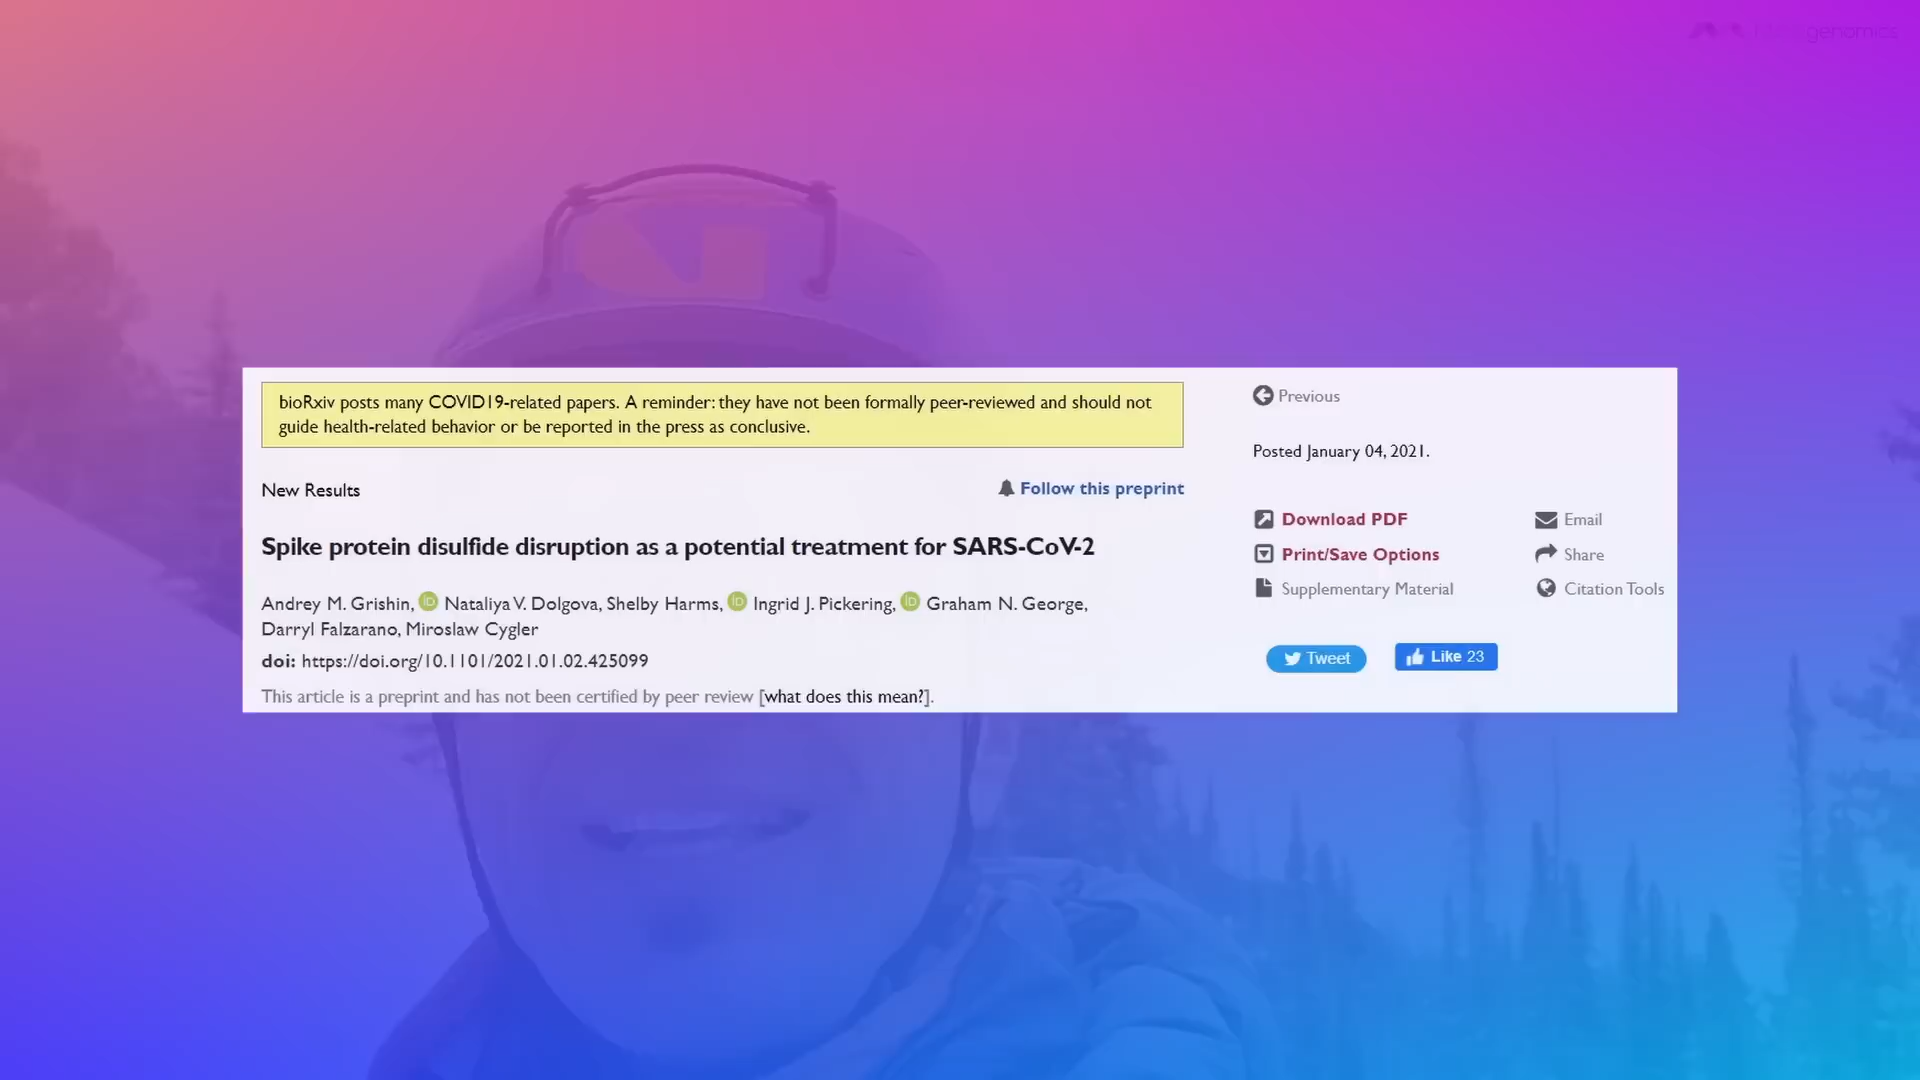 genomics
bioRxiv posts many COVID19-related papers. A reminder: they have not been formally peer-reviewed and should not
guide health-related behavior or be reported in the press as conclusive.
Previous
Posted January 04, 2021.
New Results
Follow this preprint
Spike protein disulfide disruption as a potential treatment for SARS-CoV-2
Andrey M. Grishin, iD Nataliya V. Dolgova, Shelby Harms, iD Ingrid J. Pickering, iD Graham N. George,
Darryl Falzarano, Miroslaw Cygler
doi: https://doi.org/10.1101/2021.01.02.425099
This article is a preprint and has not been certified by peer review [what does this mean?].
Download PDF
Email
Print/Save Options
Share
Supplementary Material
Citation Tools
Tweet
Like 23